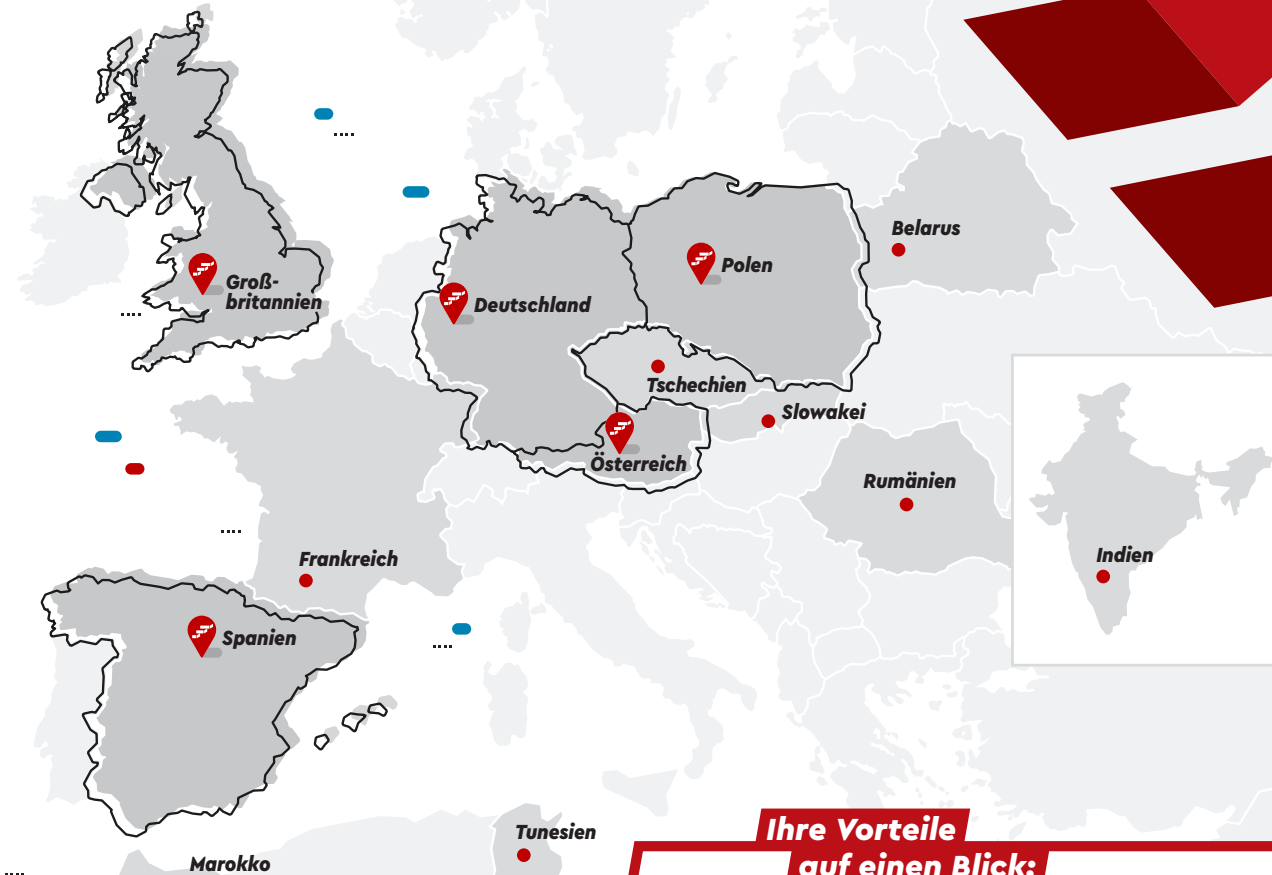 Belarus
Polen
Groß-
britannien
Deutschland
Tschechien
Slowakei
Österreich
Rumänien
Frankreich
Indien
Spanien
Tunesien
Ihre Vorteile
auf einen Blick:
Marokko